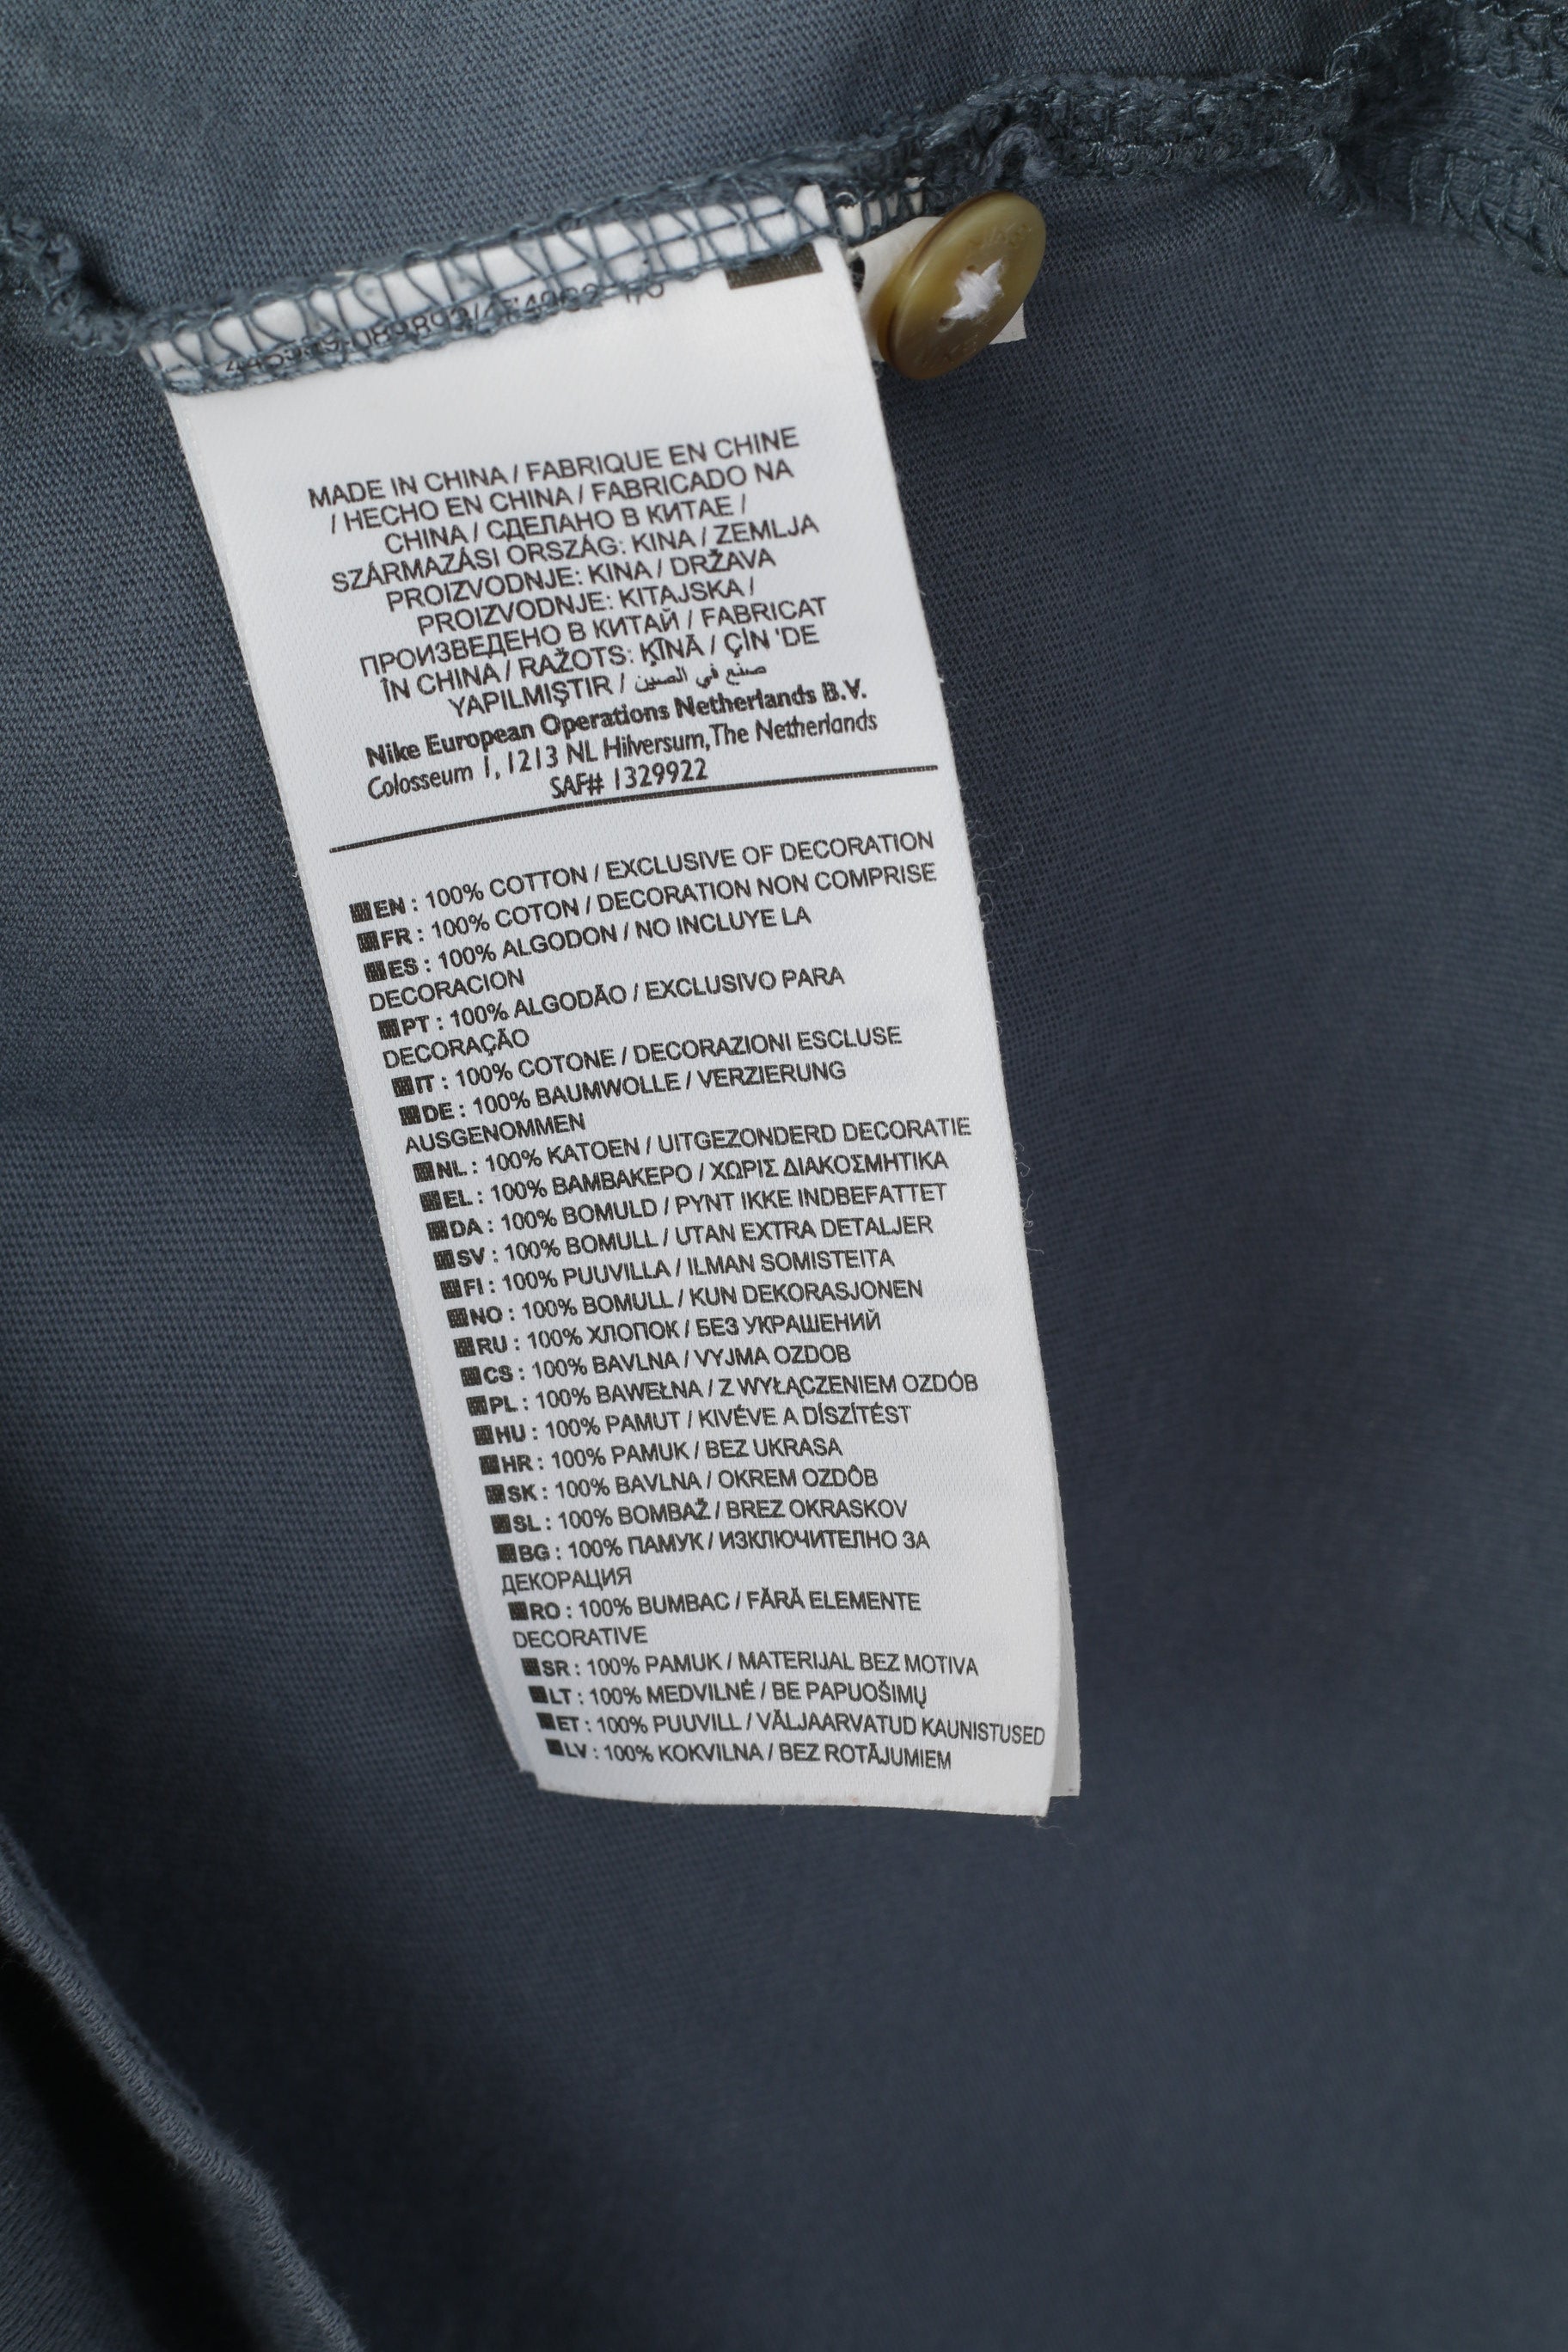 MADE IN CHINA / FABRIQUE EN CHINE
/ HECHO EN CHINA / FABRICADO NA
CHINA / СДЕЛАНО В КИТАЕ /
SZÁRMAZÁSI ORSZÁG: KINA / ZEMLJA
PROIZVODNJE: KINA / DRŽAVA
PROIZVODNJE: KITAJSKA /
ПРОИЗВЕДЕНО В КИТАЙ / FABRICAT
ÎN CHINA / RAŽOTS: ĶĪNĀ / ÇİN 'DE
YAPILMIŞTIR / صنع في الصين
Nike European Operations Netherlands B.V.
Colosseum 1, 1213 NL Hilversum, The Netherlands
SAF# 1329922
EN : 100% COTTON / EXCLUSIVE OF DECORATION
FR : 100% COTON / DECORATION NON COMPRISE
ES : 100% ALGODON / NO INCLUYE LA
DECORACION
PT : 100% ALGODÃO / EXCLUSIVO PARA
DECORAÇÃO
IT : 100% COTONE / DECORAZIONI ESCLUSE
DE : 100% BAUMWOLLE / VERZIERUNG
AUSGENOMMEN
NL : 100% KATOEN / UITGEZONDERD DECORATIE
EL : 100% ΒΑΜΒΑΚΕΡΟ / ΧΩΡΙΣ ΔΙΑΚΟΣΜΗΤΙΚΑ
DA : 100% BOMULD / PYNT IKKE INDBEFATTET
SV : 100% BOMULL / UTAN EXTRA DETALJER
FI : 100% PUUVILLA / ILMAN SOMISTEITA
NO : 100% BOMULL / KUN DEKORASJONEN
RU : 100% ХЛОПОК / БЕЗ УКРАШЕНИЙ
CS : 100% BAVLNA / VYJMA OZDOB
PL : 100% BAWEŁNA / Z WYŁĄCZENIEM OZDÓB
HU : 100% PAMUT / KIVÉVE A DÍSZÍTÉST
HR : 100% PAMUK / BEZ UKRASA
SK : 100% BAVLNA / OKREM OZDÔB
SL : 100% BOMBAŽ / BREZ OKRASKOV
BG : 100% ПАМУК / ИЗКЛЮЧИТЕЛНО ЗА
ДЕКОРАЦИЯ
RO : 100% BUMBAC / FĂRĂ ELEMENTE
DECORATIVE
SR : 100% PAMUK / MATERIJAL BEZ MOTIVA
LT : 100% MEDVILNĖ / BE PAPUOŠIMŲ
ET : 100% PUUVILL / VÄLJAARVATUD KAUNISTUSED
LV : 100% KOKVILNA / BEZ ROTĀJUMIEM